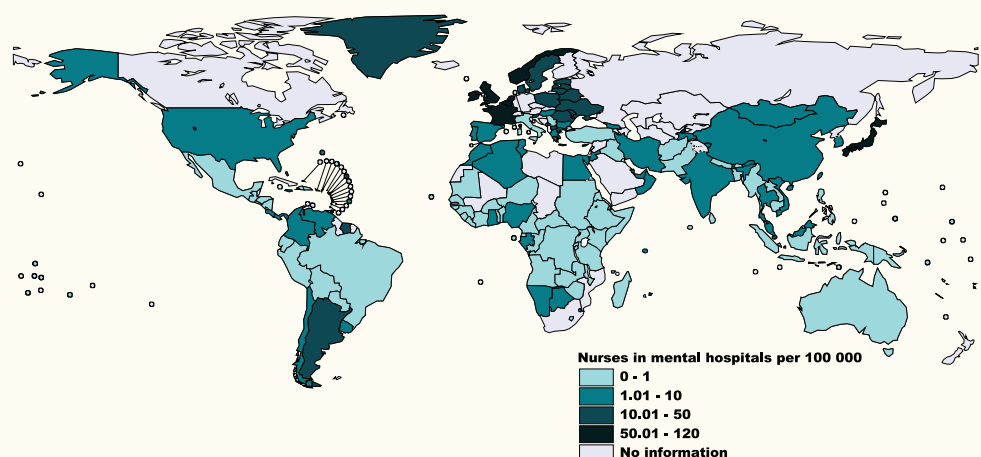 Nurses in mental hospitals per 100 000
0 - 1
1.01 - 10
10.01 - 50
50.01 - 120
No information